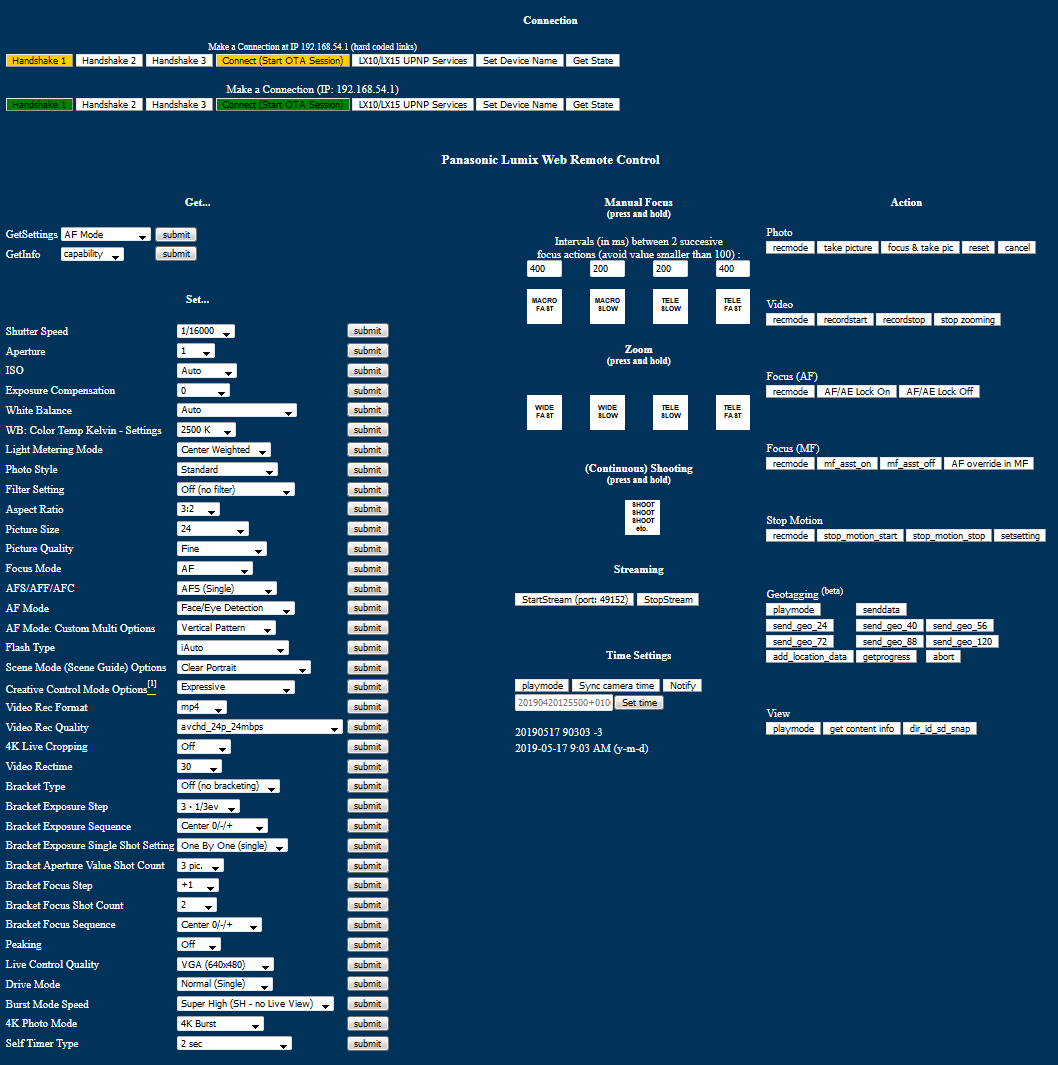 Connection
Make a Connection at IP 192.168.54.1 (hard coded links)
Handshake 1 Handshake 2 Handshake 3 Connect (Start OTA Session) LX10/LX15 UPNP Services Set Device Name Get State
Make a Connection (IP: 192.168.54.1)
Handshake 1 Handshake 2 Handshake 3 Connect (Start OTA Session) LX10/LX15 UPNP Services Set Device Name Get State
Panasonic Lumix Web Remote Control
Get...
GetSettings AF Mode submit
GetInfo capability submit
Set...
Shutter Speed 1/16000 submit
Aperture 1 submit
ISO Auto submit
Exposure Compensation 0 submit
White Balance Auto submit
WB: Color Temp Kelvin - Settings 2500 K submit
Light Metering Mode Center Weighted submit
Photo Style Standard submit
Filter Setting Off (no filter) submit
Aspect Ratio 3:2 submit
Picture Size 24 submit
Picture Quality Fine submit
Focus Mode AF submit
AFS/AFF/AFC AFS (Single) submit
AF Mode Face/Eye Detection submit
AF Mode: Custom Multi Options Vertical Pattern submit
Flash Type iAuto submit
Scene Mode (Scene Guide) Options Clear Portrait submit
Creative Control Mode Options[1] Expressive submit
Video Rec Format mp4 submit
Video Rec Quality avchd_24p_24mbps submit
4K Live Cropping Off submit
Video Rectime 30 submit
Bracket Type Off (no bracketing) submit
Bracket Exposure Step 3 · 1/3ev submit
Bracket Exposure Sequence Center 0/-/+ submit
Bracket Exposure Single Shot Setting One By One (single) submit
Bracket Aperture Value Shot Count 3 pic. submit
Bracket Focus Step +1 submit
Bracket Focus Shot Count 2 submit
Bracket Focus Sequence Center 0/-/+ submit
Peaking Off submit
Live Control Quality VGA (640x480) submit
Drive Mode Normal (Single) submit
Burst Mode Speed Super High (SH - no Live View) submit
4K Photo Mode 4K Burst submit
Self Timer Type 2 sec submit
Manual Focus
(press and hold)
Intervals (in ms) between 2 succesive
focus actions (avoid value smaller than 100) :
400 200 200 400
MACRO FAST MACRO SLOW TELE SLOW TELE FAST
Zoom
(press and hold)
WIDE FAST WIDE SLOW TELE SLOW TELE FAST
(Continuous) Shooting
(press and hold)
SHOOT
SHOOT
SHOOT
etc.
Streaming
StartStream (port: 49152) StopStream
Time Settings
playmode Sync camera time Notify
20190420125500+010 Set time
20190517 90303 -3
2019-05-17 9:03 AM (y-m-d)
Action
Photo
recmode take picture focus & take pic reset cancel
Video
recmode recordstart recordstop stop zooming
Focus (AF)
recmode AF/AE Lock On AF/AE Lock Off
Focus (MF)
recmode mf_asst_on mf_asst_off AF override in MF
Stop Motion
recmode stop_motion_start stop_motion_stop setsetting
Geotagging (beta)
playmode senddata
send_geo_24 send_geo_40 send_geo_56
send_geo_72 send_geo_88 send_geo_120
add_location_data getprogress abort
View
playmode get content info dir_id_sd_snap